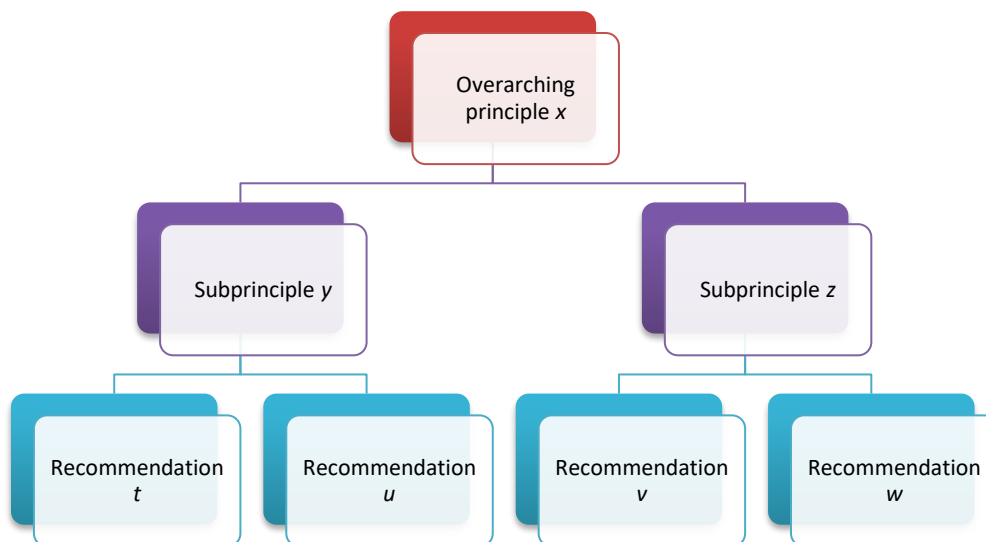 Overarching
principle x
Subprinciple y
Subprinciple z
Recommendation
t
Recommendation
u
Recommendation
v
Recommendation
w